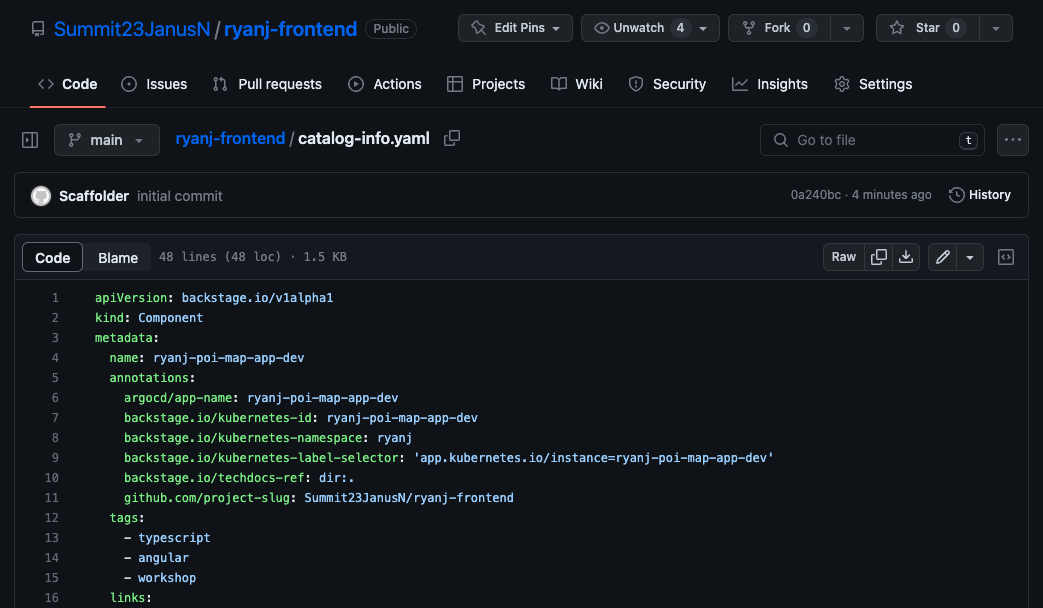 Summit23JanusN / ryanj-frontend Public Edit Pins Unwatch 4 Fork 0 Star 0
Code Issues Pull requests Actions Projects Wiki Security Insights Settings
main ryanj-frontend / catalog-info.yaml Go to file t
Scaffolder initial commit 0a240bc · 4 minutes ago History
Code Blame 48 lines (48 loc) · 1.5 KB Raw
1 apiVersion: backstage.io/v1alpha1
2 kind: Component
3 metadata:
4   name: ryanj-poi-map-app-dev
5   annotations:
6     argocd/app-name: ryanj-poi-map-app-dev
7     backstage.io/kubernetes-id: ryanj-poi-map-app-dev
8     backstage.io/kubernetes-namespace: ryanj
9     backstage.io/kubernetes-label-selector: 'app.kubernetes.io/instance=ryanj-poi-map-app-dev'
10     backstage.io/techdocs-ref: dir:.
11     github.com/project-slug: Summit23JanusN/ryanj-frontend
12   tags:
13     - typescript
14     - angular
15     - workshop
16   links: